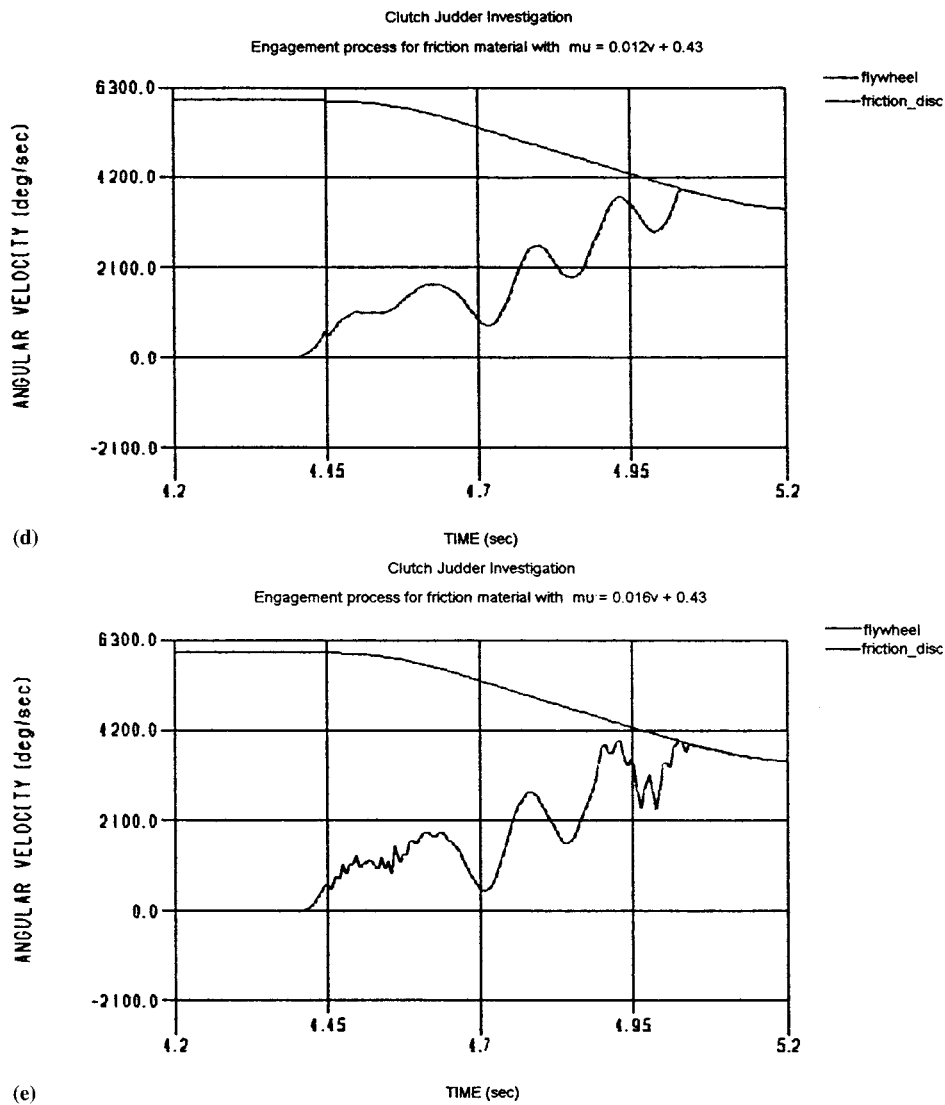 Clutch Judder Investigation
Engagement process for friction material with mu = 0.012v + 0.43
flywheel
friction_disc
6300.0
4200.0
2100.0
0.0
-2100.0
ANGULAR VELOCITY (deg/sec)
4.45
4.95
4.2
4.7
5.2
TIME (sec)
(d)
Clutch Judder Investigation
Engagement process for friction material with mu = 0.016v + 0.43
flywheel
friction_disc
6300.0
4200.0
2100.0
0.0
-2100.0
ANGULAR VELOCITY (deg/sec)
4.45
4.95
4.2
4.7
5.2
TIME (sec)
(e)